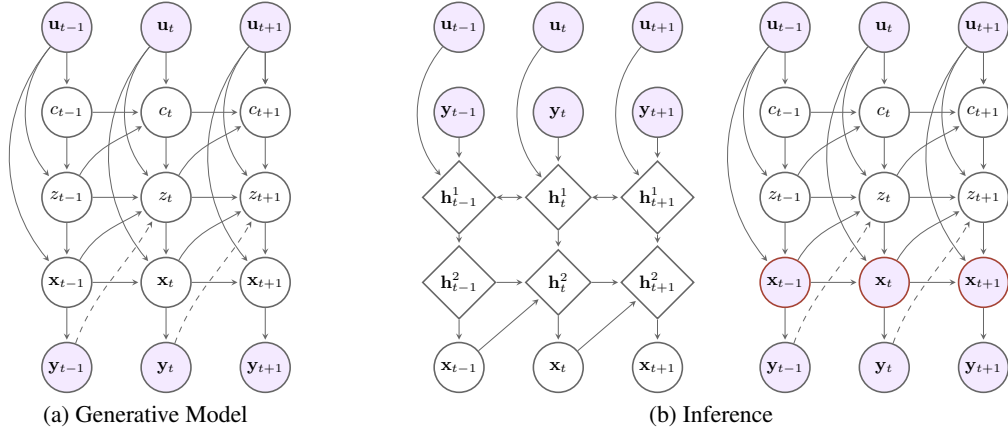 u_{t−1} u_t u_{t+1} u_{t−1} u_t u_{t+1} u_{t−1} u_t u_{t+1}
c_{t−1} c_t c_{t+1} y_{t−1} y_t y_{t+1} c_{t−1} c_t c_{t+1}
z_{t−1} z_t z_{t+1} h^1_{t−1} h^1_t h^1_{t+1} z_{t−1} z_t z_{t+1}
x_{t−1} x_t x_{t+1} h^2_{t−1} h^2_t h^2_{t+1} x_{t−1} x_t x_{t+1}
y_{t−1} y_t y_{t+1} x_{t−1} x_t x_{t+1} y_{t−1} y_t y_{t+1}
(a) Generative Model (b) Inference